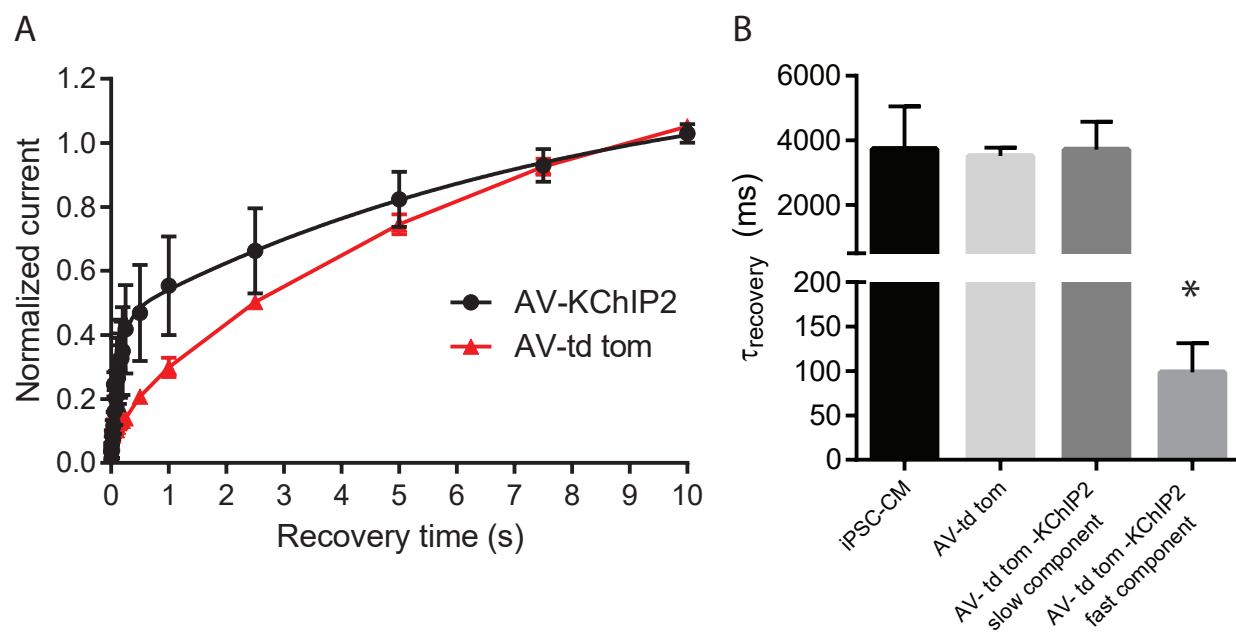 A
1.2
1.0
0.8
0.6
0.4
0.2
0.0
Normalized current
AV-KChIP2
AV-td tom
0 1 2 3 4 5 6 7 8 9 10
Recovery time (s)
B
6000
4000
2000
200
150
100
50
0
τrecovery (ms)
*
iPSC-CM
AV-td tom
AV- td tom -KChIP2
slow component
AV- td tom -KChIP2
fast component